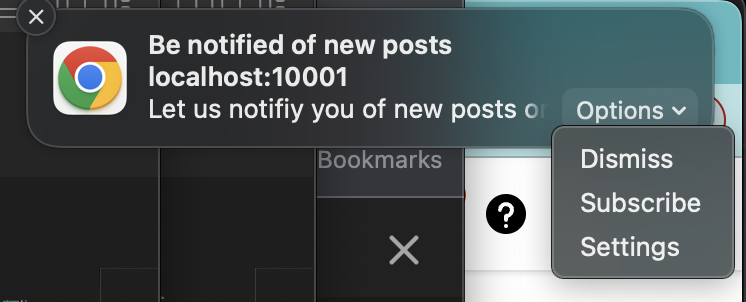 Be notified of new posts
localhost:10001
Let us notifiy you of new posts or
Options
Dismiss
Bookmarks
Subscribe
?
Settings